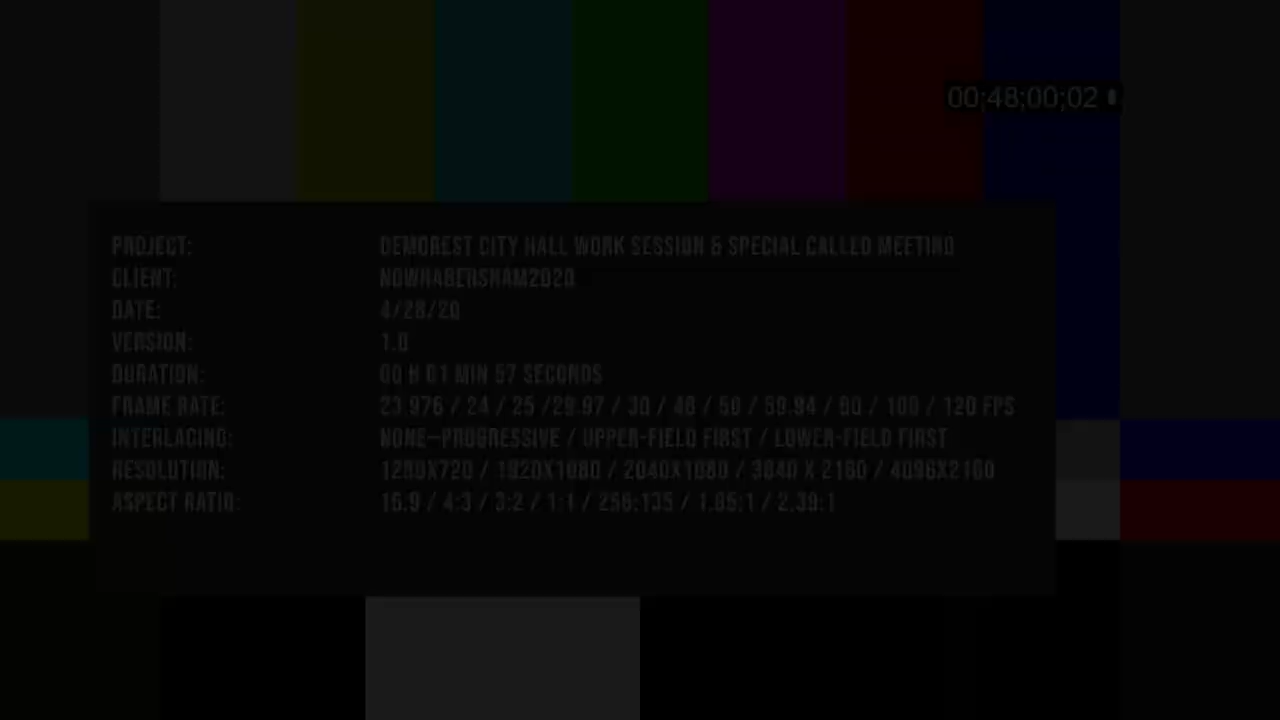 00;48;00;02
PROJECT: DEMOREST CITY HALL WORK SESSION & SPECIAL CALLED MEETING
CLIENT: NOWHABERSHAM2020
DATE: 4/28/20
VERSION: 1.0
DURATION: 00 H 01 MIN 57 SECONDS
FRAME RATE: 23.976 / 24 / 25 /29.97 / 30 / 48 / 50 / 59.94 / 60 / 100 / 120 FPS
INTERLACING: NONE—PROGRESSIVE / UPPER-FIELD FIRST / LOWER-FIELD FIRST
RESOLUTION: 1280X720 / 1920X1080 / 2040X1080 / 3840 X 2160 / 4096X2160
ASPECT RATIO: 16:9 / 4:3 / 3:2 / 1:1 / 256:135 / 1.85:1 / 2.39:1